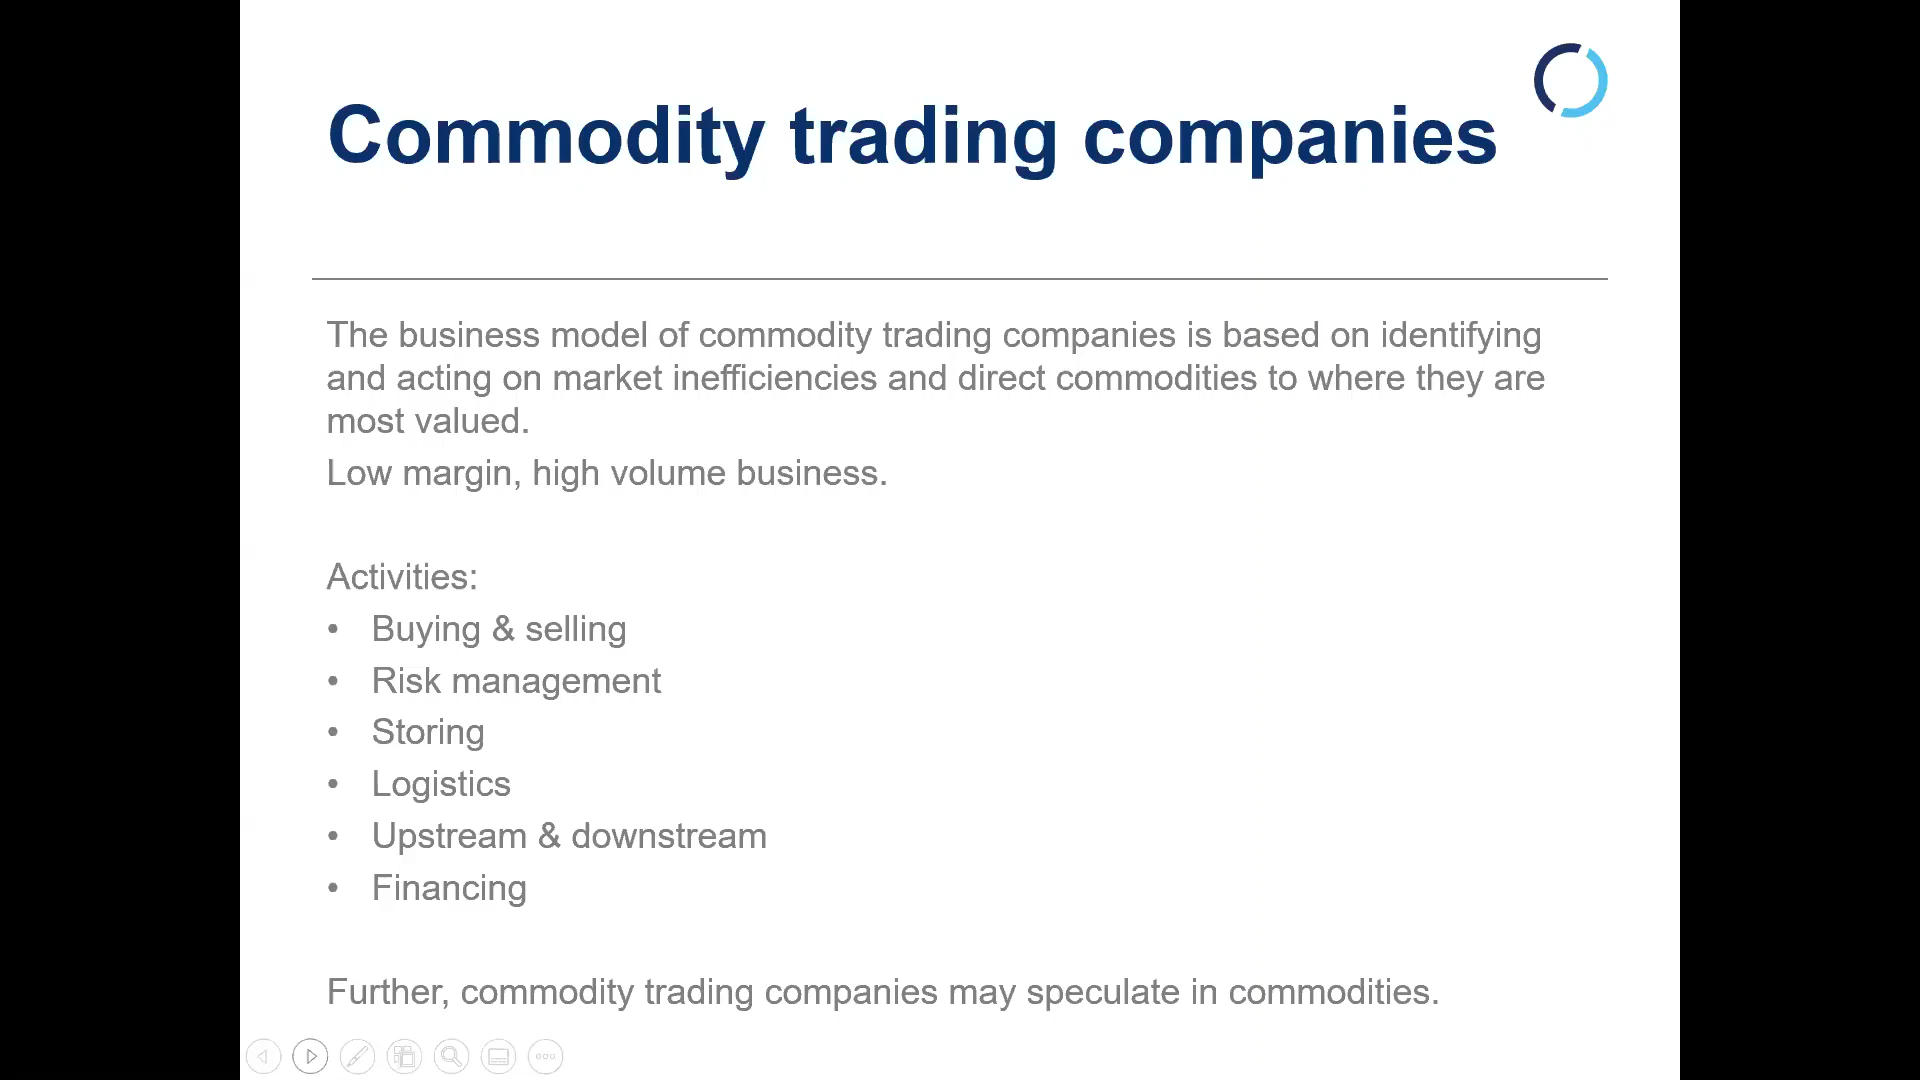 Commodity trading companies
The business model of commodity trading companies is based on identifying
and acting on market inefficiencies and direct commodities to where they are
most valued.
Low margin, high volume business.
Activities:
• Buying & selling
• Risk management
• Storing
• Logistics
• Upstream & downstream
• Financing
Further, commodity trading companies may speculate in commodities.